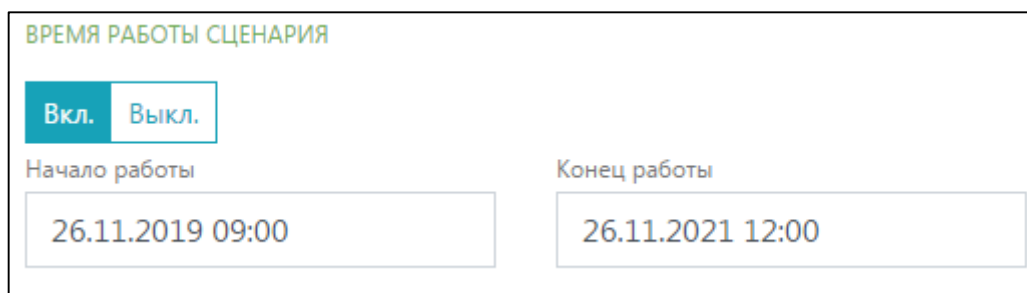 ВРЕМЯ РАБОТЫ СЦЕНАРИЯ
Вкл. Выкл.
Начало работы Конец работы
26.11.2019 09:00 26.11.2021 12:00